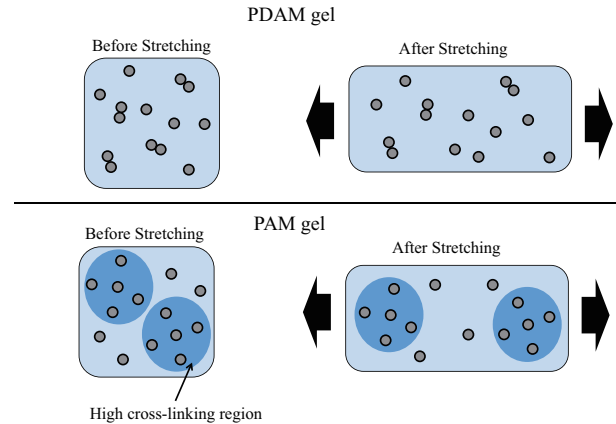 PDAM gel
Before Stretching
After Stretching
PAM gel
Before Stretching
After Stretching
High cross-linking region